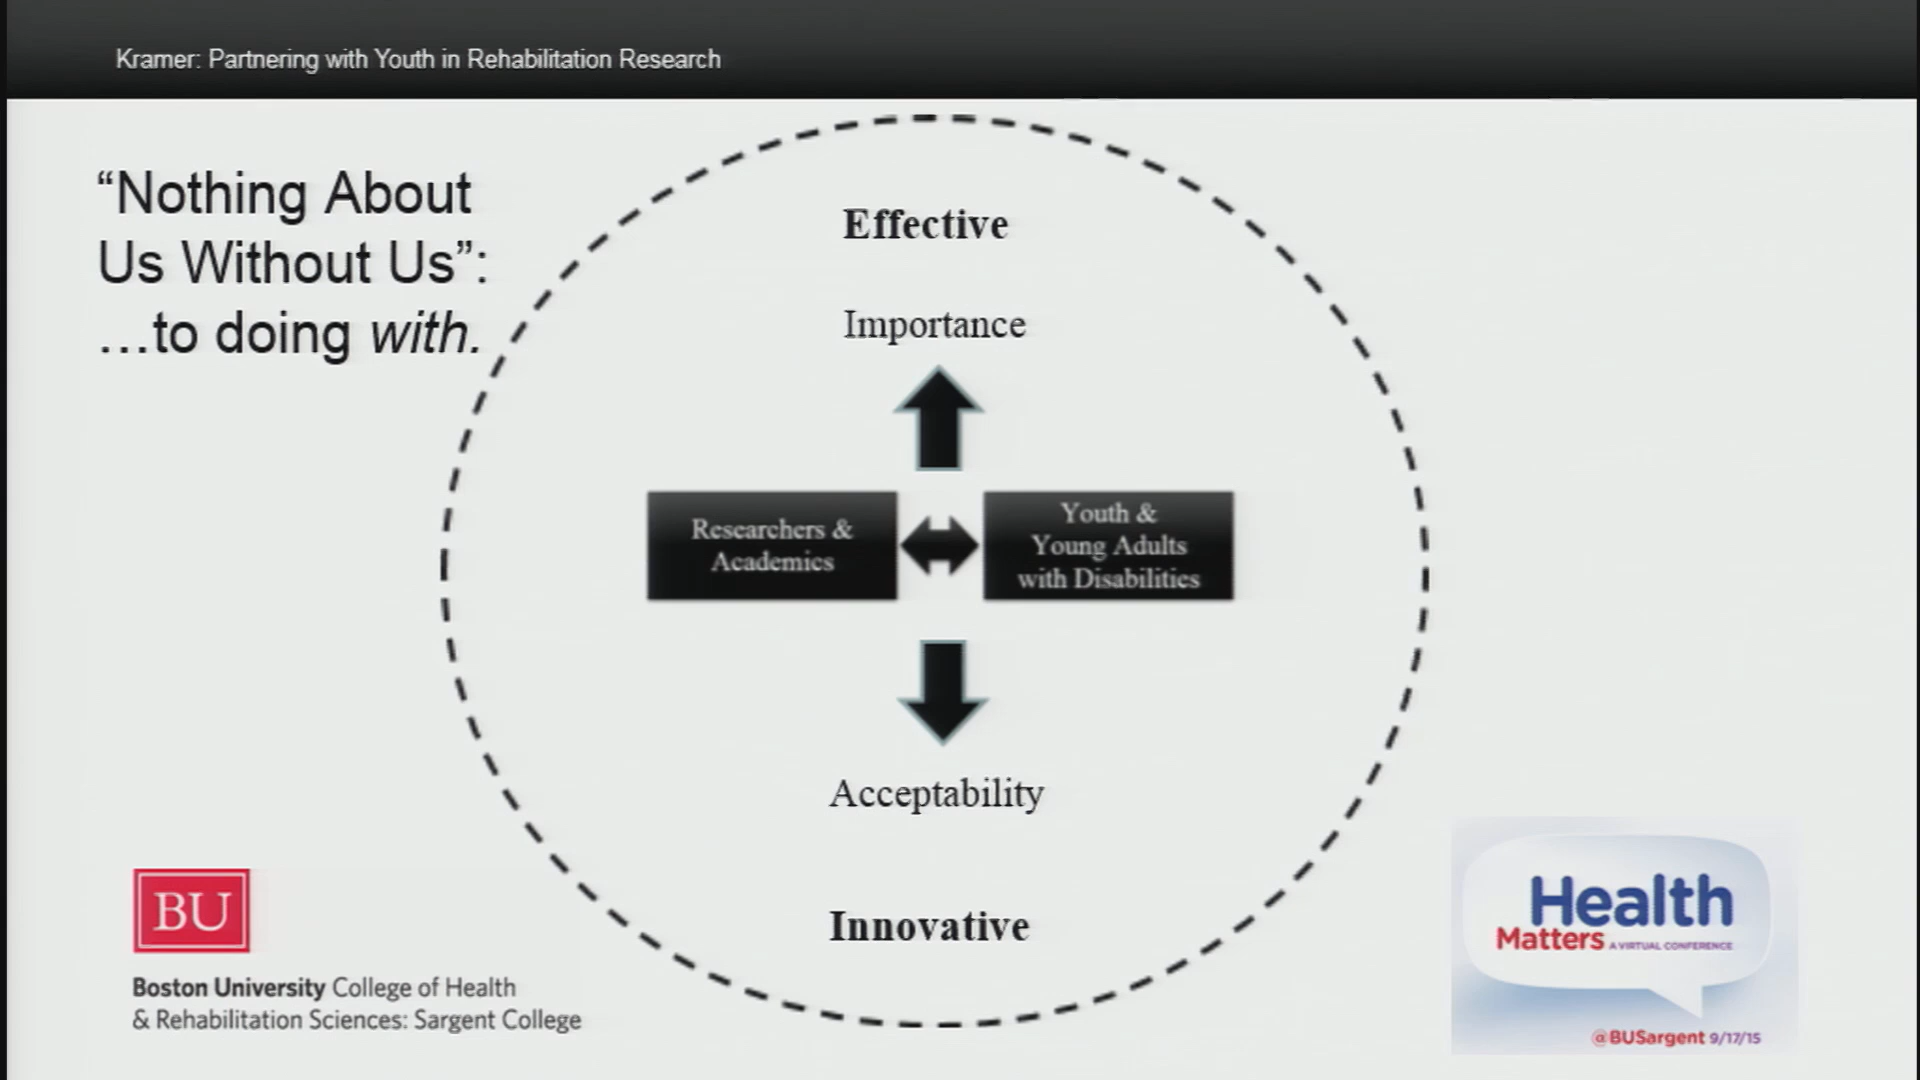 Kramer: Partnering with Youth in Rehabilitation Research
“Nothing About
Us Without Us”:
…to doing with.
Effective
Importance
Researchers &
Academics
Youth &
Young Adults
with Disabilities
Acceptability
Innovative
BU
Boston University College of Health
& Rehabilitation Sciences: Sargent College
Health
Matters A VIRTUAL CONFERENCE
@BUSargent 9/17/15